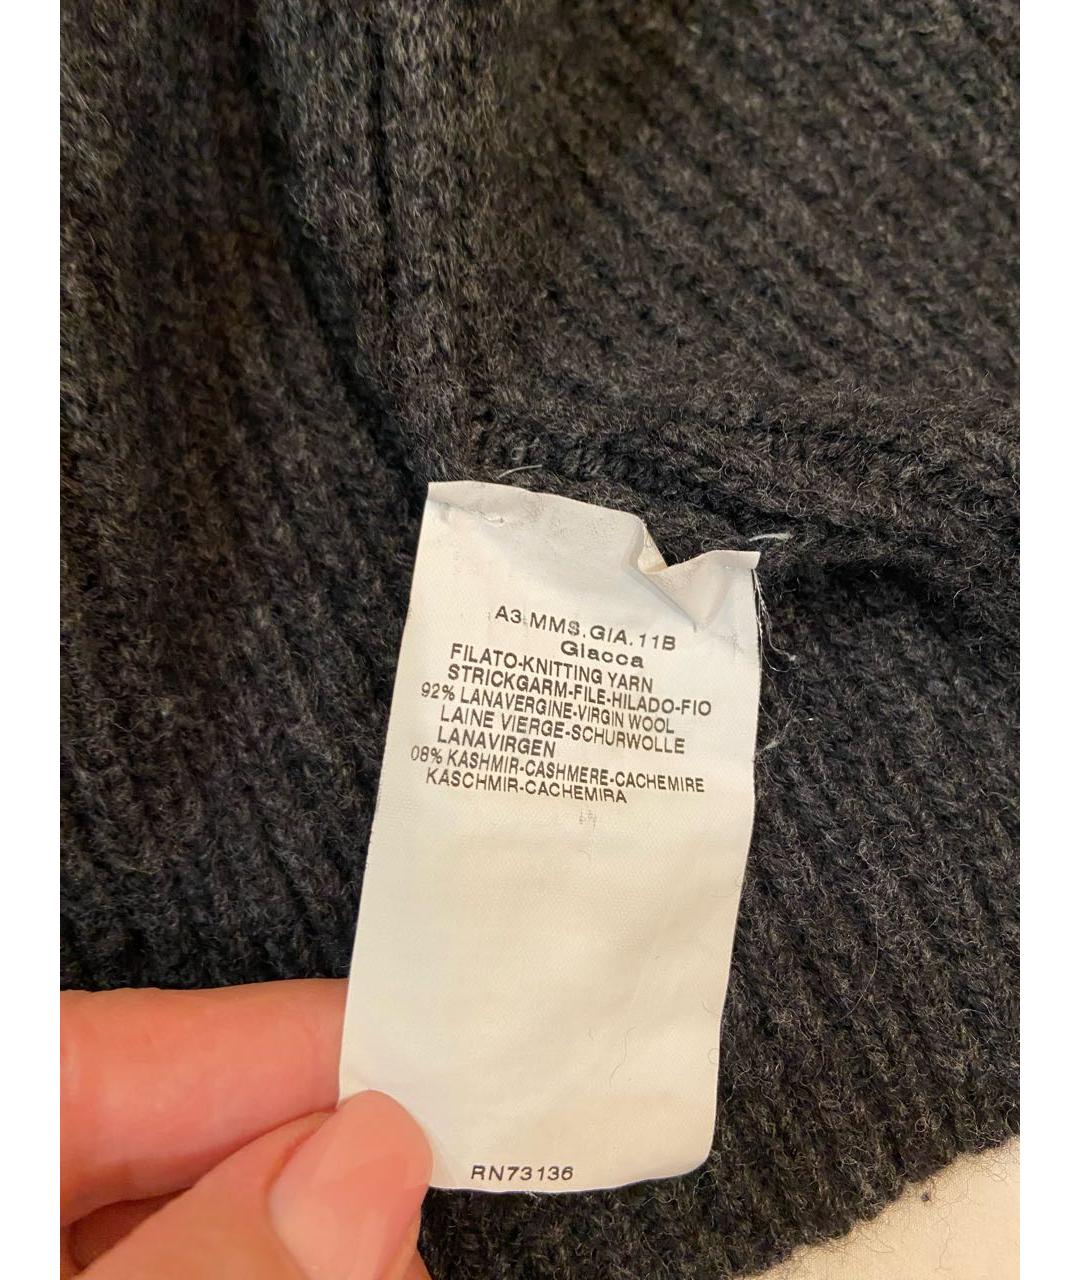 A3.MMS.GIA.11B
Giacca
FILATO-KNITTING YARN
STRICKGARM-FILE-HILADO-FIO
92% LANAVERGINE-VIRGIN WOOL
LAINE VIERGE-SCHURWOLLE
LANAVIRGEN
08% KASHMIR-CASHMERE-CACHEMIRE
KASCHMIR-CACHEMIRA
RN73136